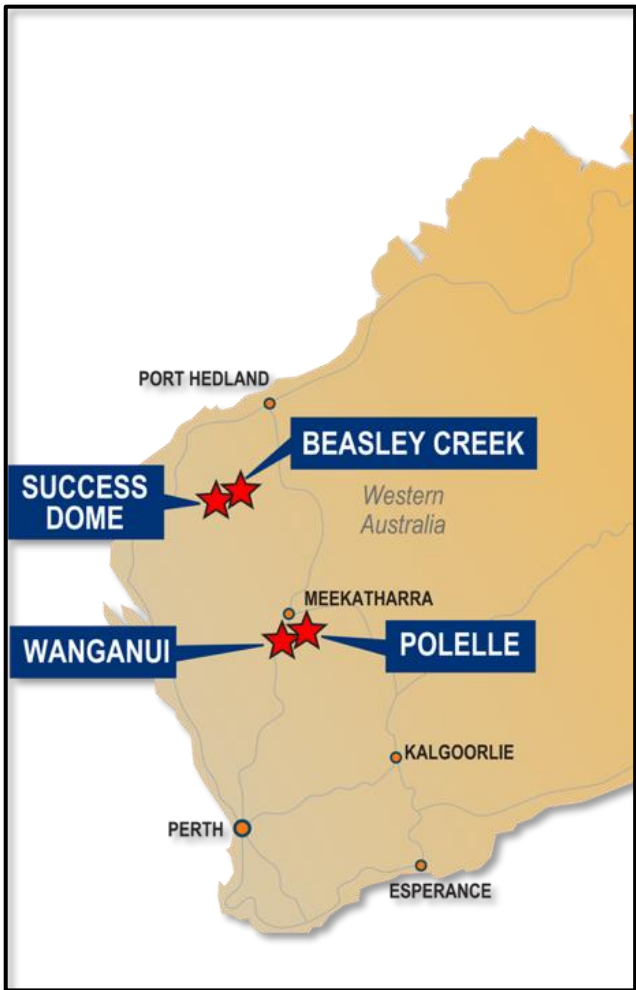 PORT HEDLAND
BEASLEY CREEK
SUCCESS
DOME
Western
Australia
MEEKATHARRA
WANGANUI
POLELLE
KALGOORLIE
PERTH
ESPERANCE